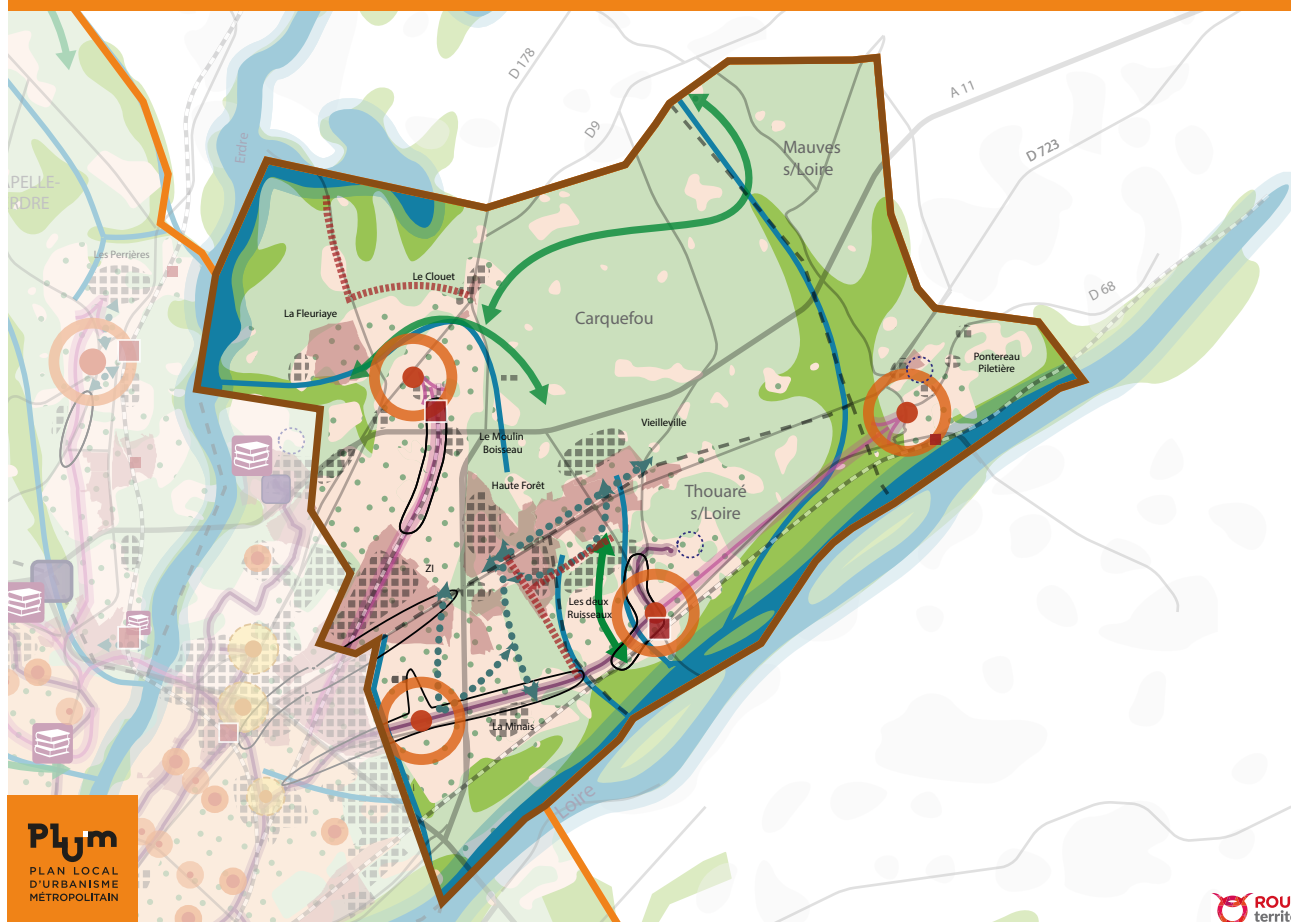 D 178
A 11
D9
Mauves
s/Loire
D 723
Erdre
APELLE-
RDRE
Les Perrières
Le Clouet
D 68
La Fleuriaye
Carquefou
Pontereau
Piletière
Vieilleville
Le Moulin
Boisseau
Haute Forêt
Thouaré
s/Loire
ZI
Les deux
Ruisseaux
La Minais
Loire
PLUm
PLAN LOCAL
D'URBANISME
MÉTROPOLITAIN
ROU
territ